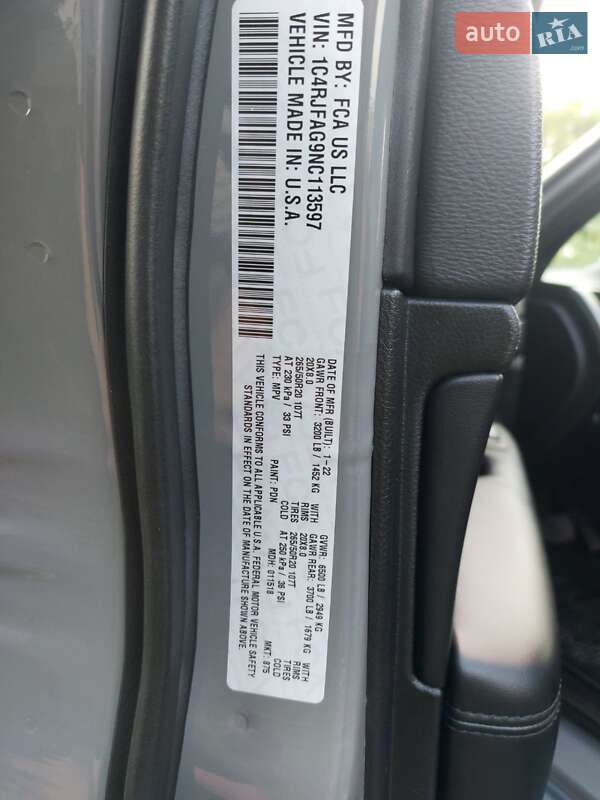 auto RIA.com
MFD BY: FCA US LLC
VIN: 1C4RJFAG9NC113597
VEHICLE MADE IN: U.S.A.
DATE OF MFR (BUILT): 1-22 GVWR: 6500 LB / 2949 KG
GAWR FRONT: 3200 LB / 1452 KG WITH GAWR REAR: 3700 LB / 1679 KG WITH
20X8.0 RIMS 20X8.0 RIMS
265/50R20 107T TIRES 265/50R20 107T TIRES
AT 230 kPa / 33 PSI COLD AT 250 kPa / 36 PSI COLD
TYPE: MPV PAINT: PDN MDH: 011518 MKT: 875
THIS VEHICLE CONFORMS TO ALL APPLICABLE U.S.A. FEDERAL MOTOR VEHICLE SAFETY
STANDARDS IN EFFECT ON THE DATE OF MANUFACTURE SHOWN ABOVE.